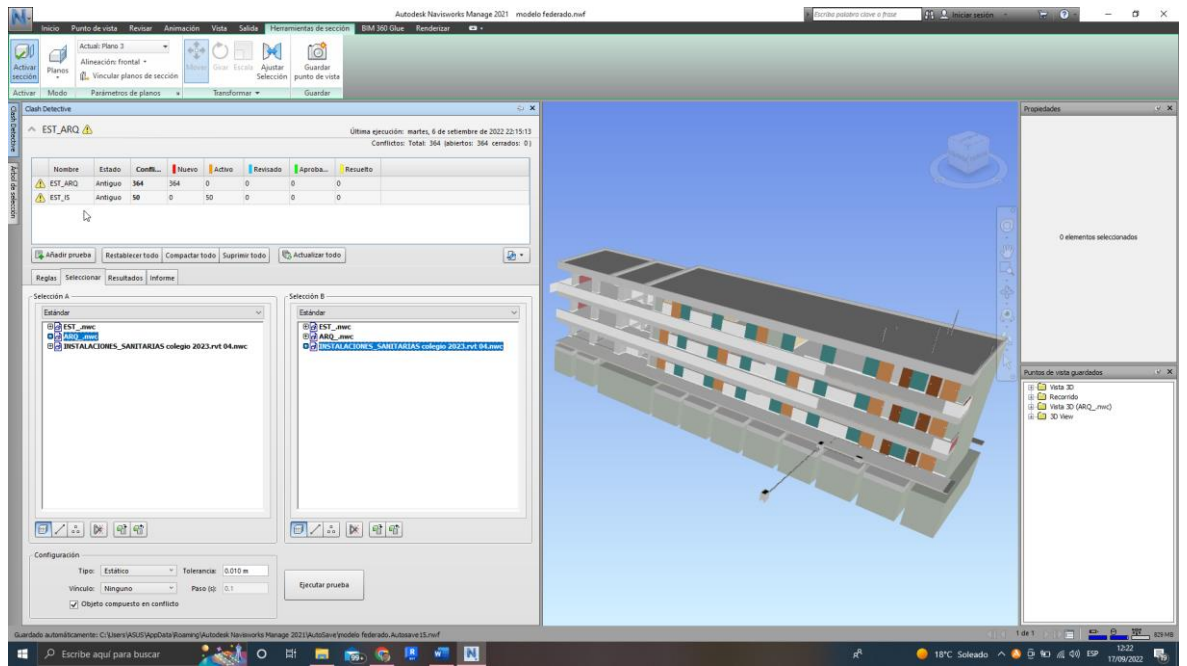 Autodesk Navisworks Manage 2021 modelo federado.nwf
Escriba palabra clave o frase
Iniciar sesión
Inicio Punto de vista Revisar Animación Vista Salida Herramientas de sección BIM 360 Glue Renderizar
Activar sección
Planos
Actual: Plano 3
Alineación: frontal
Vincular planos de sección
Mover Girar Escala Ajustar Selección
Guardar punto de vista
Activar Modo Parámetros de planos Transformar Guardar
Clash Detective
Clash Detective
Árbol de selección
EST_ARQ
Última ejecución: martes, 6 de setiembre de 2022 22:15:13
Conflictos: Total: 364 (abiertos: 364 cerrados: 0)
Nombre Estado Confli... Nuevo Activo Revisado Aproba... Resuelto
EST_ARQ Antiguo 364 364 0 0 0 0
EST_IS Antiguo 50 0 50 0 0 0
Añadir prueba Restablecer todo Compactar todo Suprimir todo Actualizar todo
Reglas Seleccionar Resultados Informe
Selección A
Estándar
EST_.nwc
ARQ_.nwc
INSTALACIONES_SANITARIAS colegio 2023.rvt 04.nwc
Selección B
Estándar
EST_.nwc
ARQ_.nwc
INSTALACIONES_SANITARIAS colegio 2023.rvt 04.nwc
Configuración
Tipo: Estático Tolerancia: 0.010 m
Vínculo: Ninguno Paso (s): 0.1
Objeto compuesto en conflicto
Ejecutar prueba
Propiedades
0 elementos seleccionados
Puntos de vista guardados
Vista 3D
Recorrido
Vista 3D (ARQ_.nwc)
3D View
Guardado automáticamente: C:\Users\ASUS\AppData\Roaming\Autodesk Navisworks Manage 2021\AutoSave\modelo federado.Autosave15.nwf
1 de 1
829 MB
Escribe aquí para buscar
18°C Soleado
ESP
12:22
17/09/2022